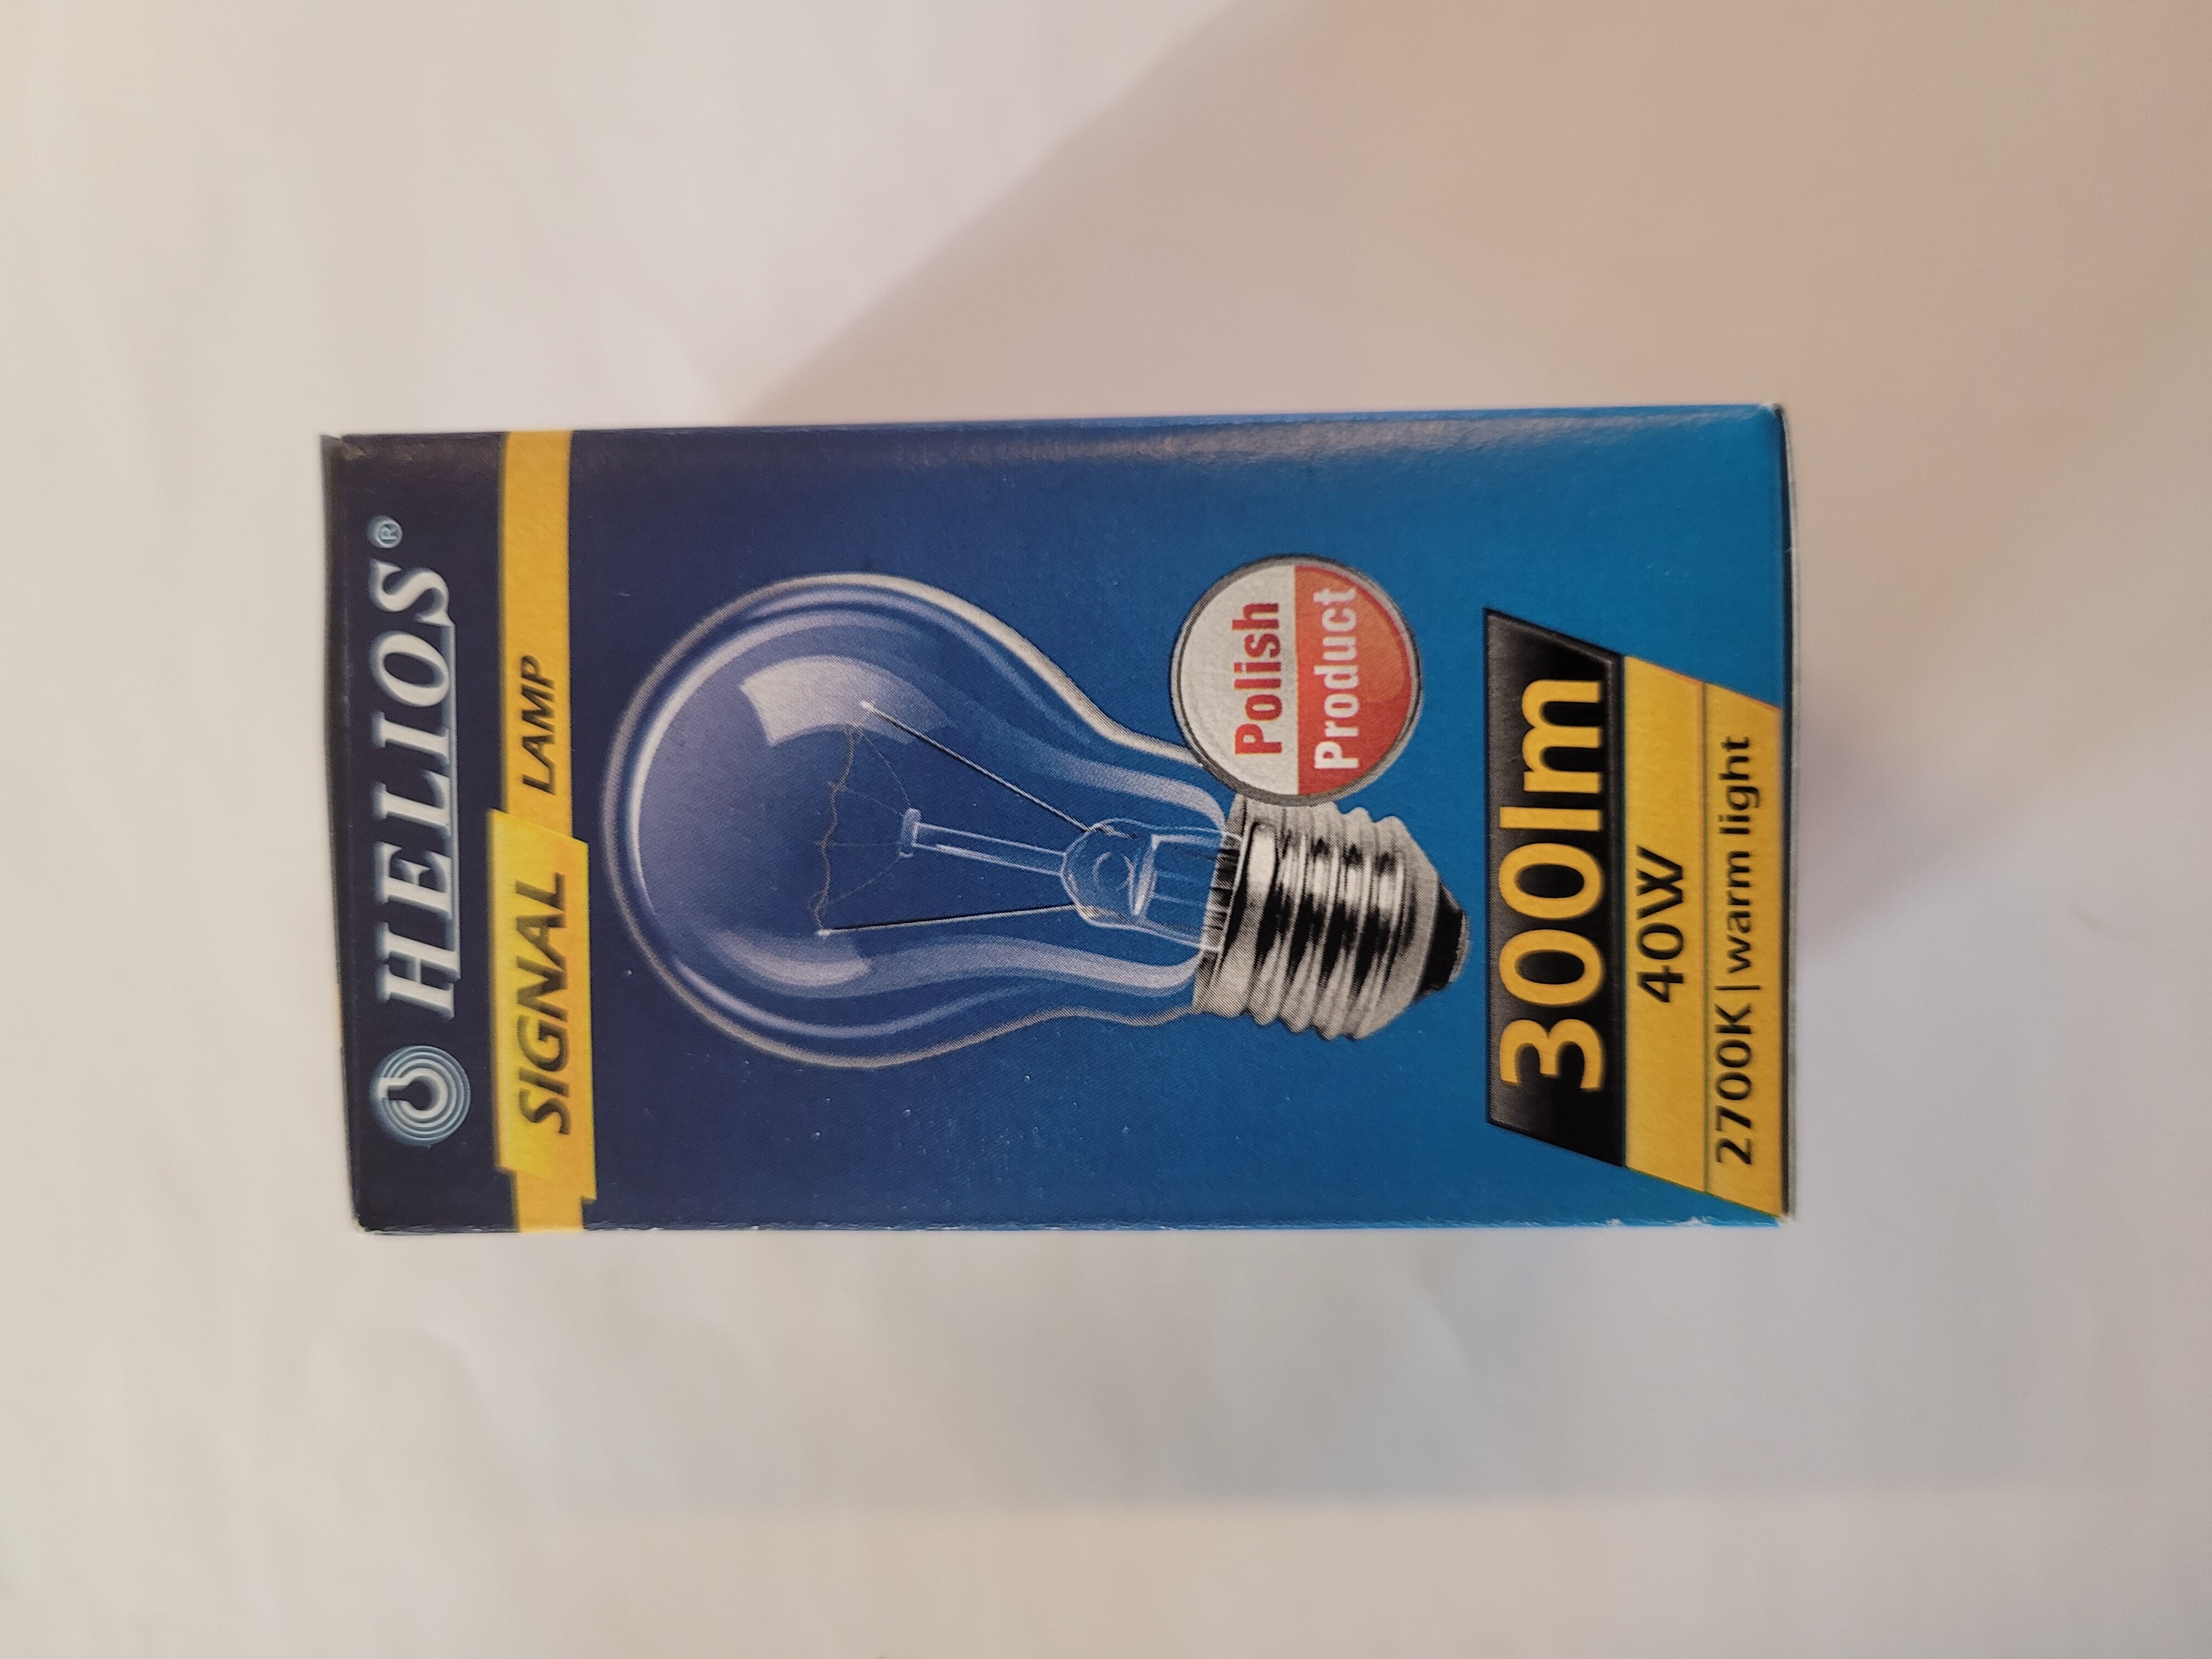 HELIOS®
SIGNAL LAMP
Polish
Product
300lm
40W
2700K | warm light